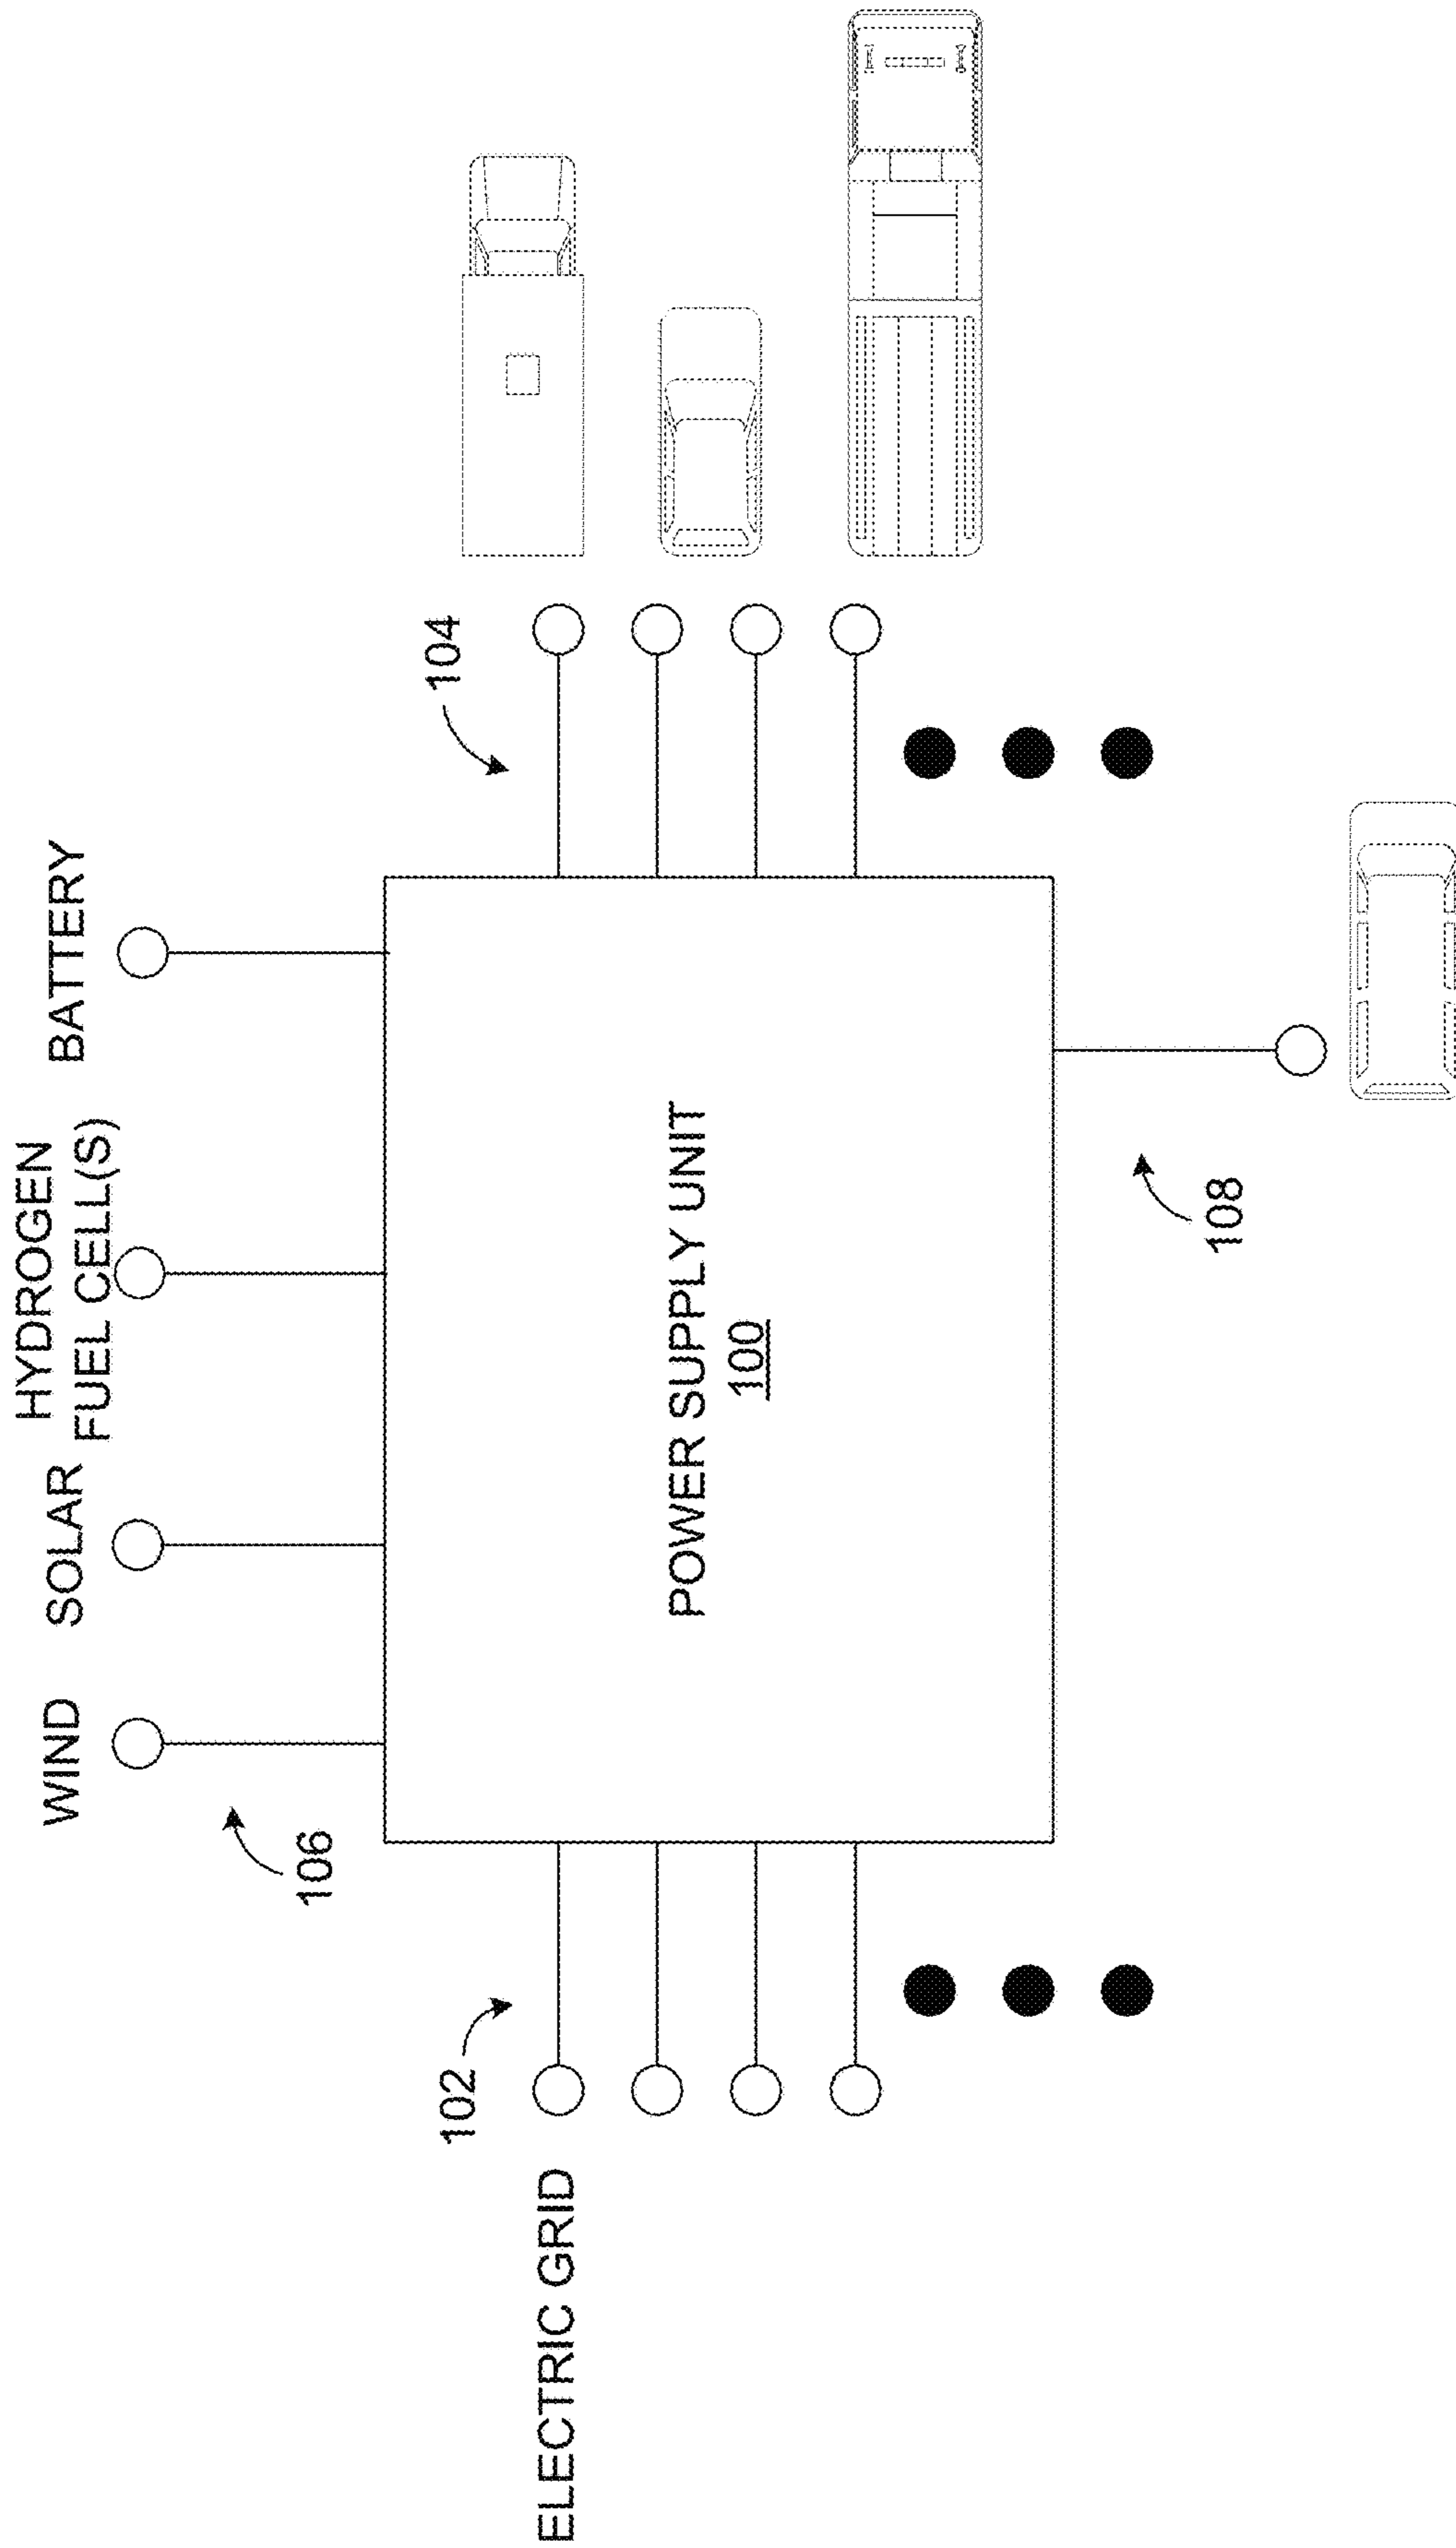 WIND
SOLAR
HYDROGEN
FUEL CELL(S)
BATTERY
106
102
104
ELECTRIC GRID
POWER SUPPLY UNIT
100
108